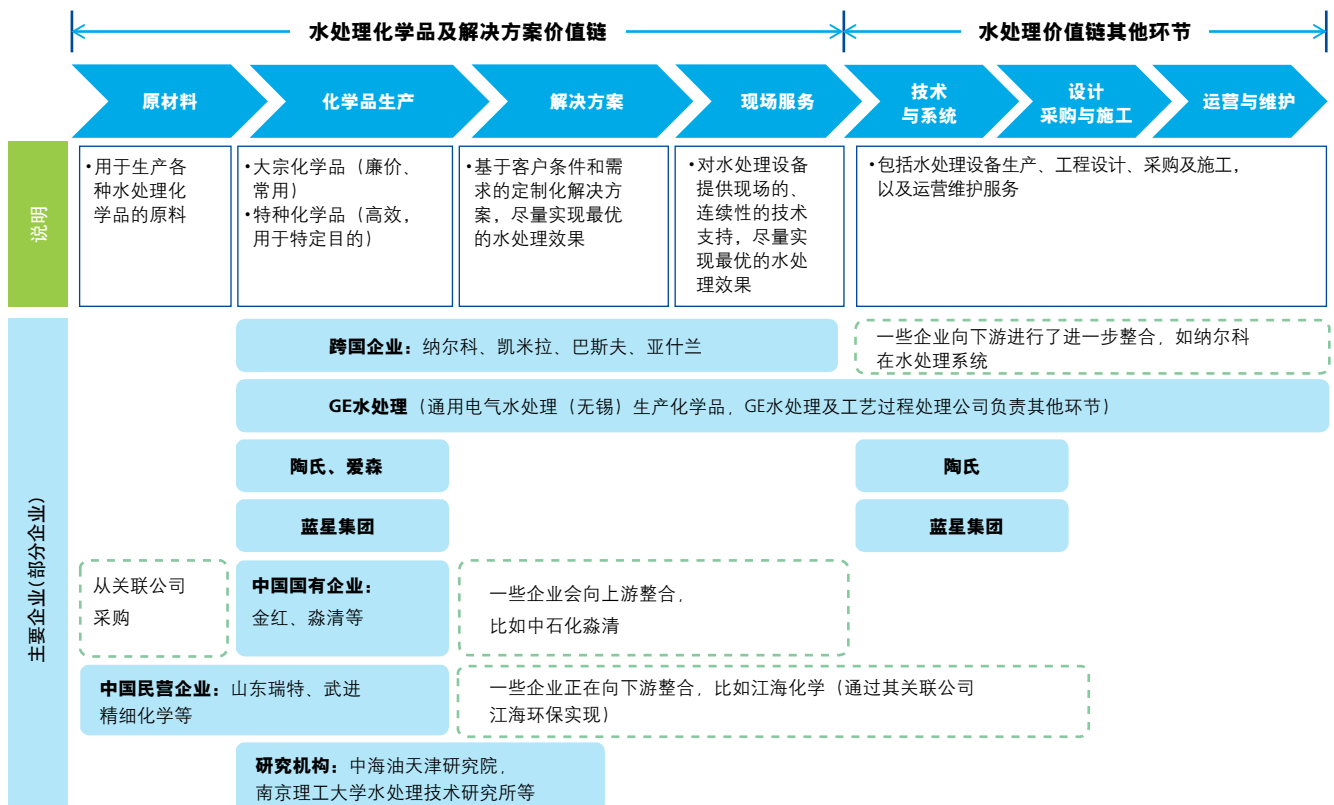 水处理化学品及解决方案价值链
水处理价值链其他环节
原材料
化学品生产
解决方案
现场服务
技术
与系统
设计
采购与施工
运营与维护
说明
•用于生产各
种水处理化
学品的原料
•大宗化学品（廉价、
常用）
•特种化学品（高效，
用于特定目的）
•基于客户条件和需
求的定制化解决方
案，尽量实现最优
的水处理效果
•对水处理设备
提供现场的、
连续性的技术
支持，尽量实
现最优的水处
理效果
•包括水处理设备生产、工程设计、采购及施工，
以及运营维护服务
主要企业（部分企业）
跨国企业：纳尔科、凯米拉、巴斯夫、亚什兰
一些企业向下游进行了进一步整合，如纳尔科
在水处理系统
GE水处理（通用电气水处理（无锡）生产化学品，GE水处理及工艺过程处理公司负责其他环节）
陶氏、爱森
陶氏
蓝星集团
蓝星集团
从关联公司
采购
中国国有企业：
金红、淼清等
一些企业会向上游整合，
比如中石化淼清
中国民营企业：山东瑞特、武进
精细化学等
一些企业正在向下游整合，比如江海化学（通过其关联公司
江海环保实现）
研究机构：中海油天津研究院，
南京理工大学水处理技术研究所等